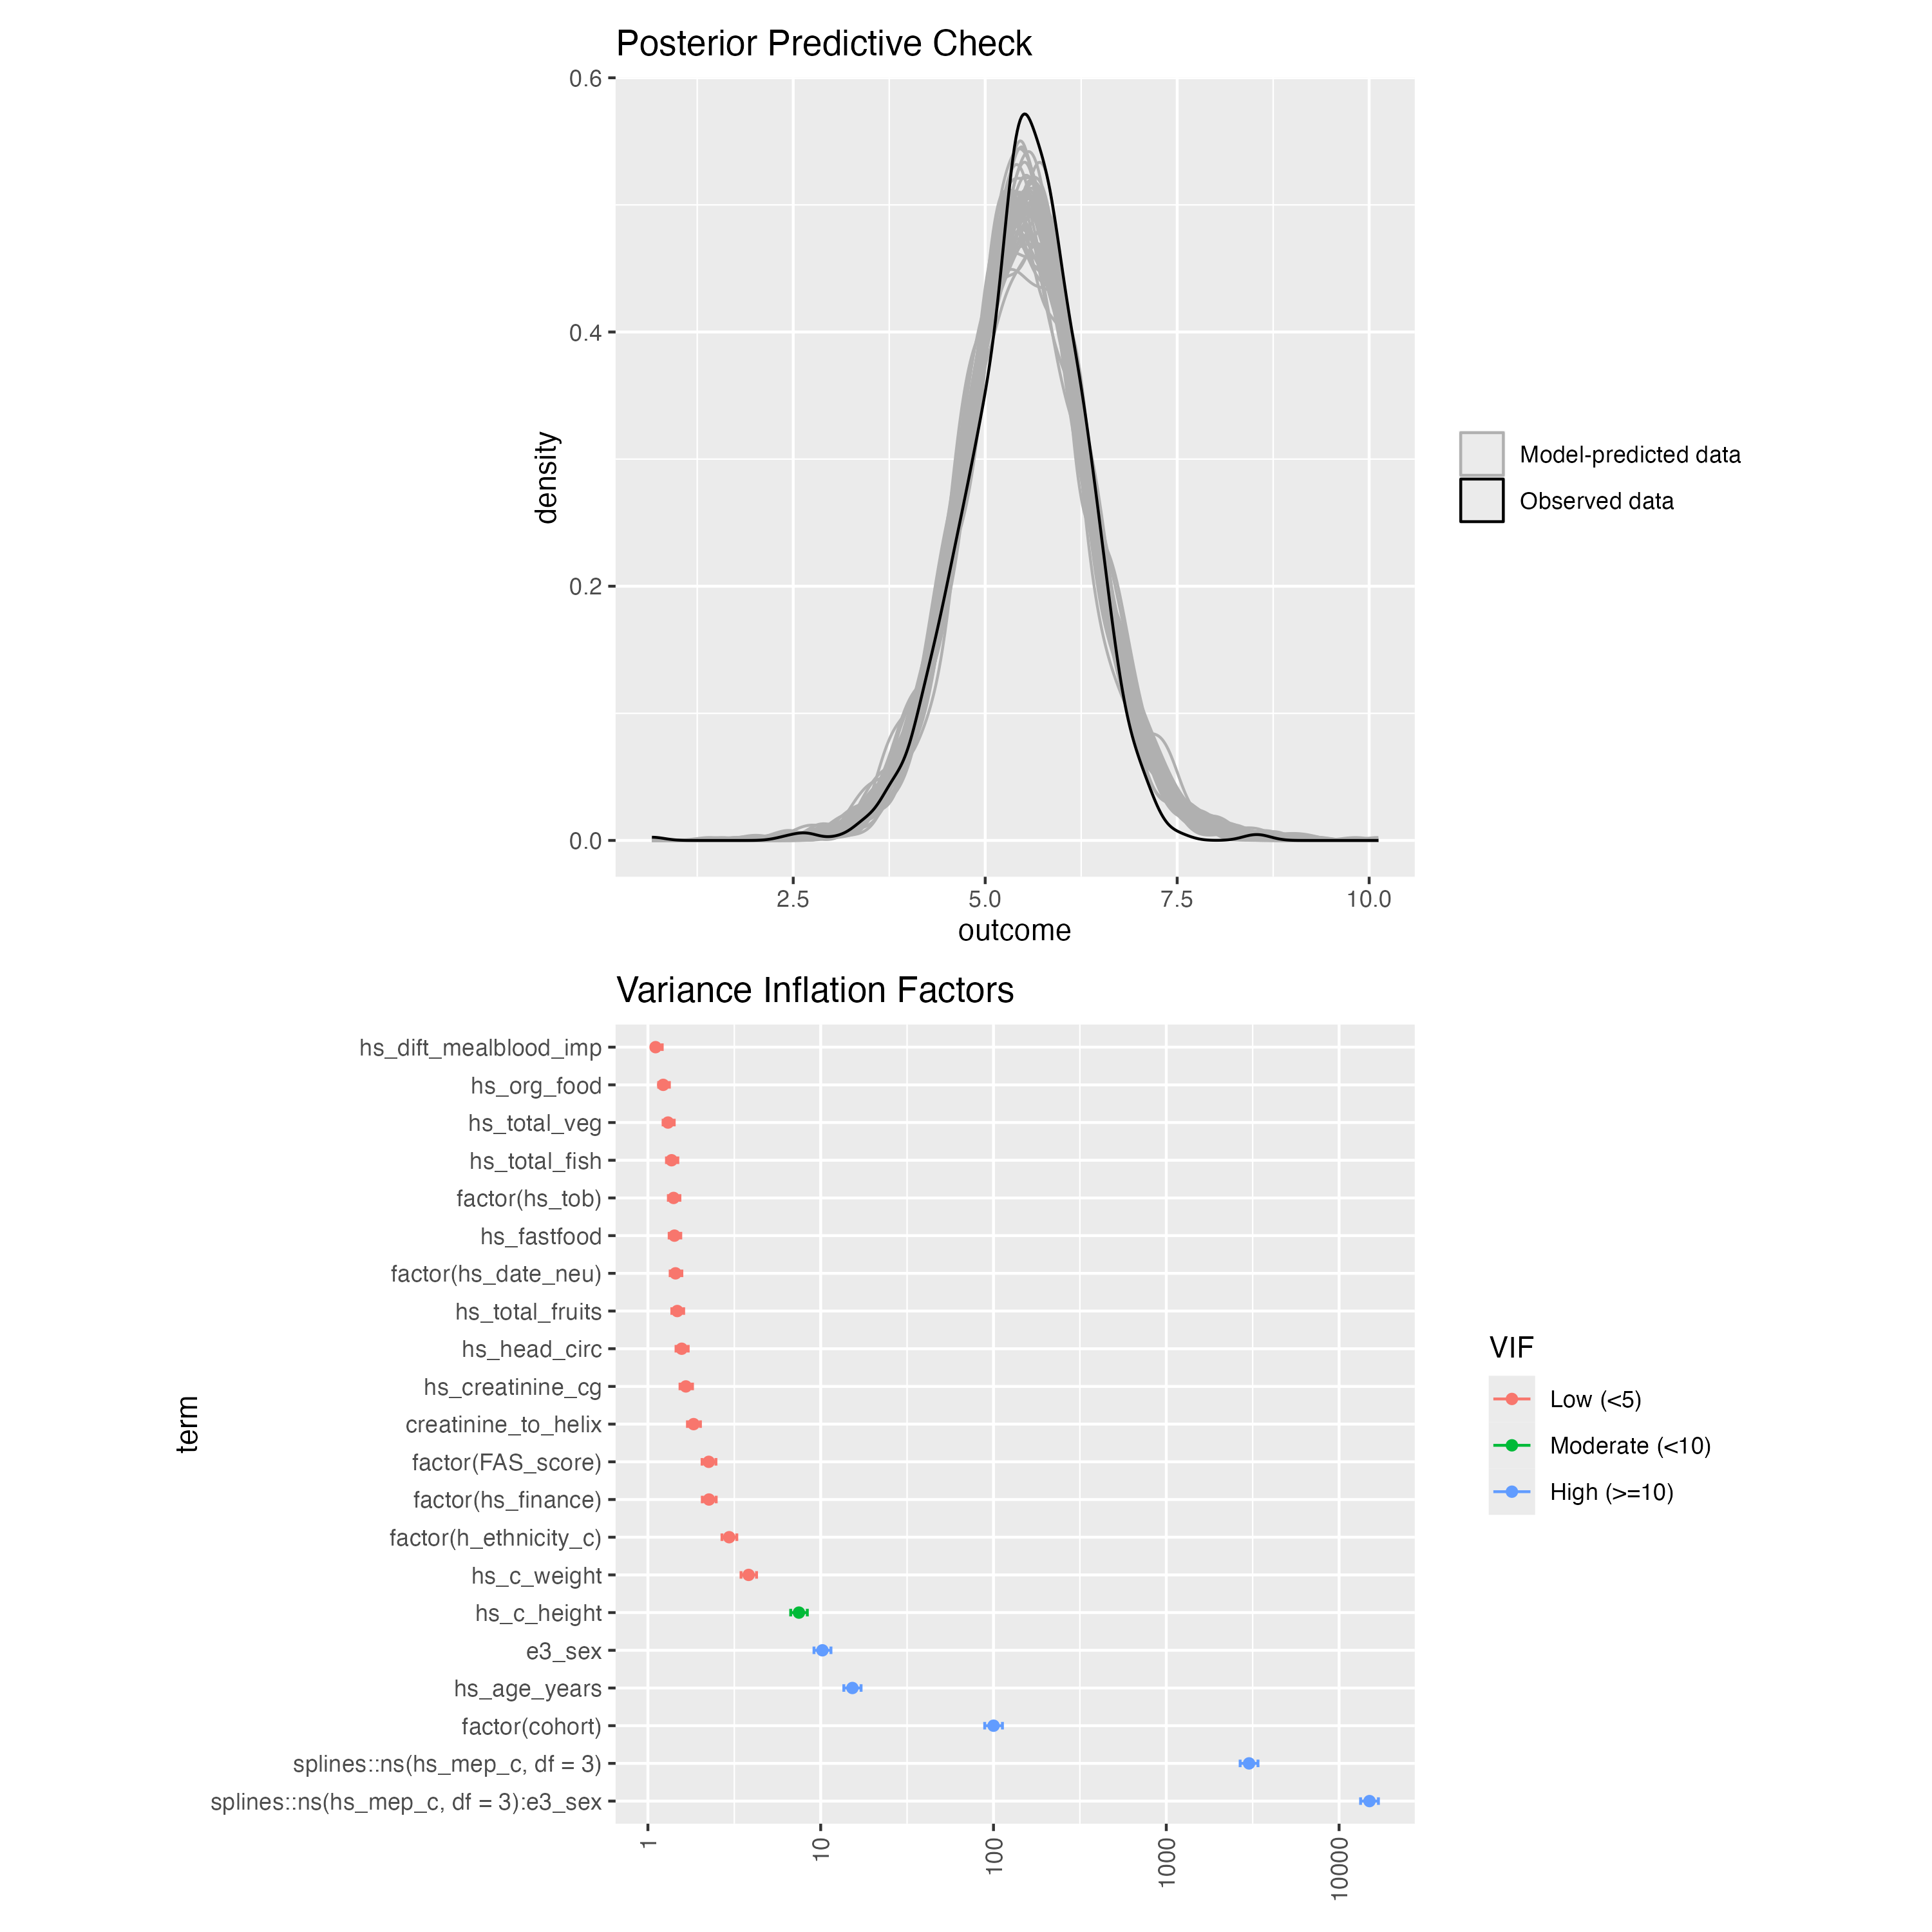 Posterior Predictive Check
0.6
0.4
0.2
0.0
density
2.5 5.0 7.5 10.0
outcome
Model-predicted data
Observed data
Variance Inflation Factors
hs_dift_mealblood_imp
hs_org_food
hs_total_veg
hs_total_fish
factor(hs_tob)
hs_fastfood
factor(hs_date_neu)
hs_total_fruits
hs_head_circ
hs_creatinine_cg
creatinine_to_helix
factor(FAS_score)
factor(hs_finance)
factor(h_ethnicity_c)
hs_c_weight
hs_c_height
e3_sex
hs_age_years
factor(cohort)
splines::ns(hs_mep_c, df = 3)
splines::ns(hs_mep_c, df = 3):e3_sex
term
1 10 100 1000 10000
VIF
Low (<5)
Moderate (<10)
High (>=10)